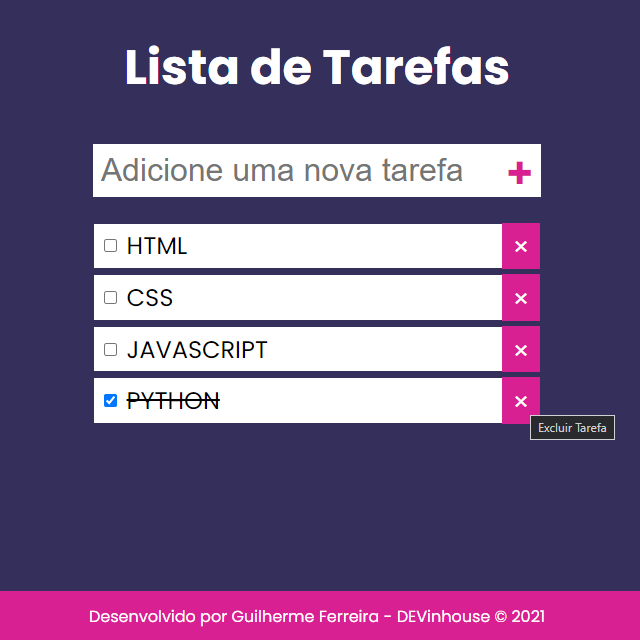 Lista de Tarefas
Adicione uma nova tarefa +
HTML ×
CSS ×
JAVASCRIPT ×
PYTHON ×
Excluir Tarefa
Desenvolvido por Guilherme Ferreira - DEVinhouse © 2021